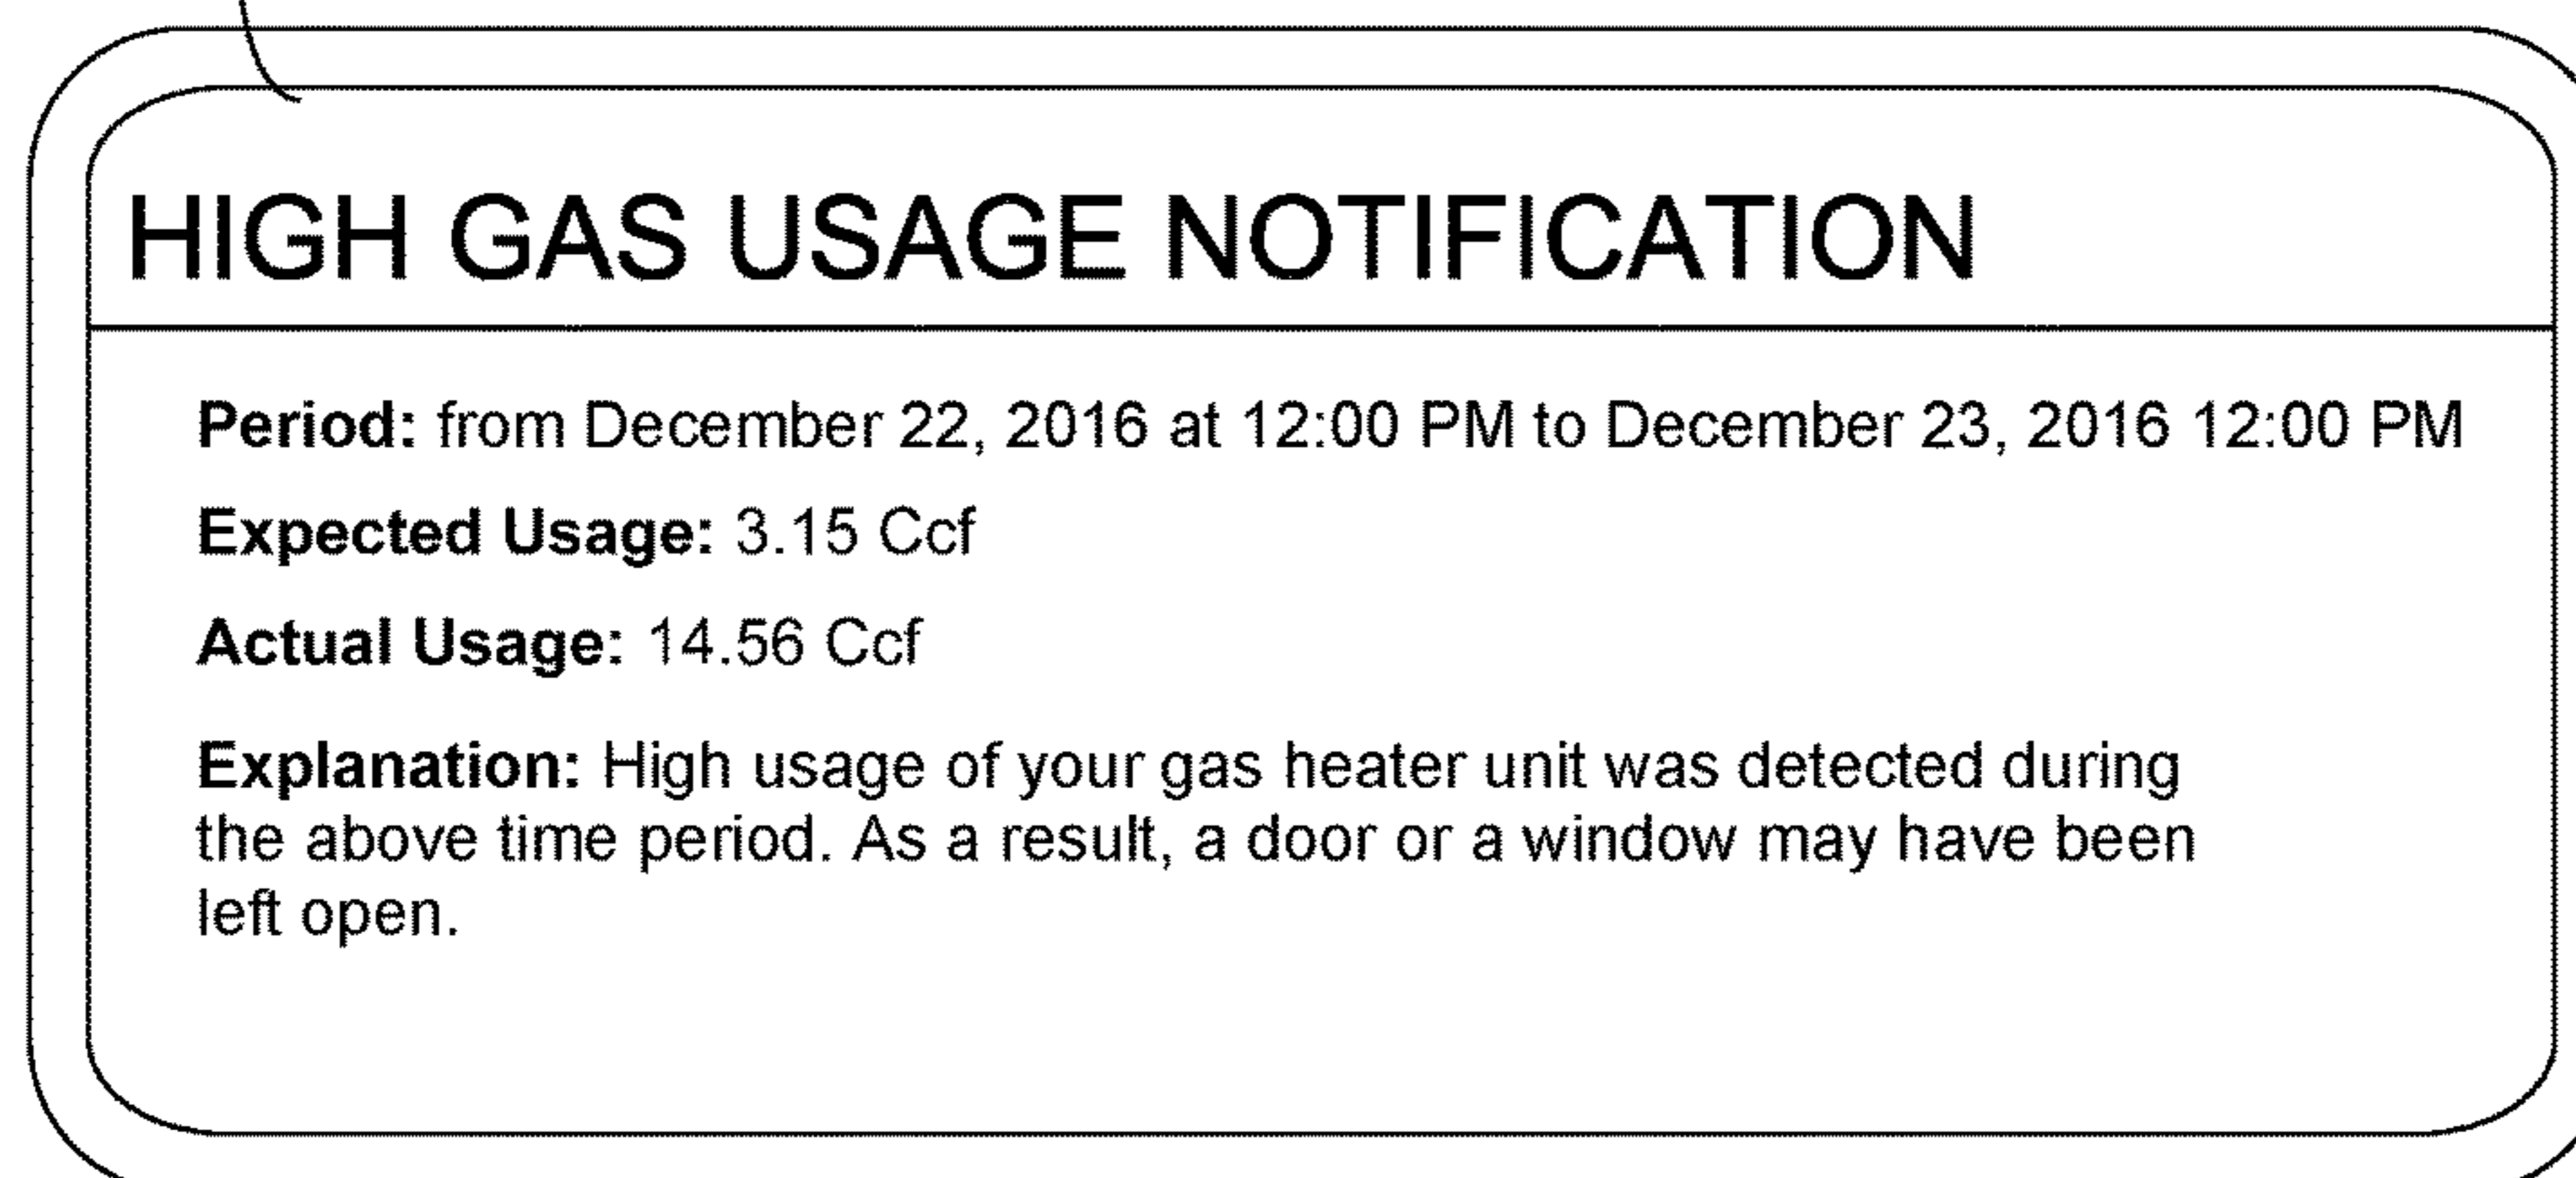 HIGH GAS USAGE NOTIFICATION
Period: from December 22, 2016 at 12:00 PM to December 23, 2016 12:00 PM
Expected Usage: 3.15 Ccf
Actual Usage: 14.56 Ccf
Explanation: High usage of your gas heater unit was detected during
the above time period. As a result, a door or a window may have been
left open.